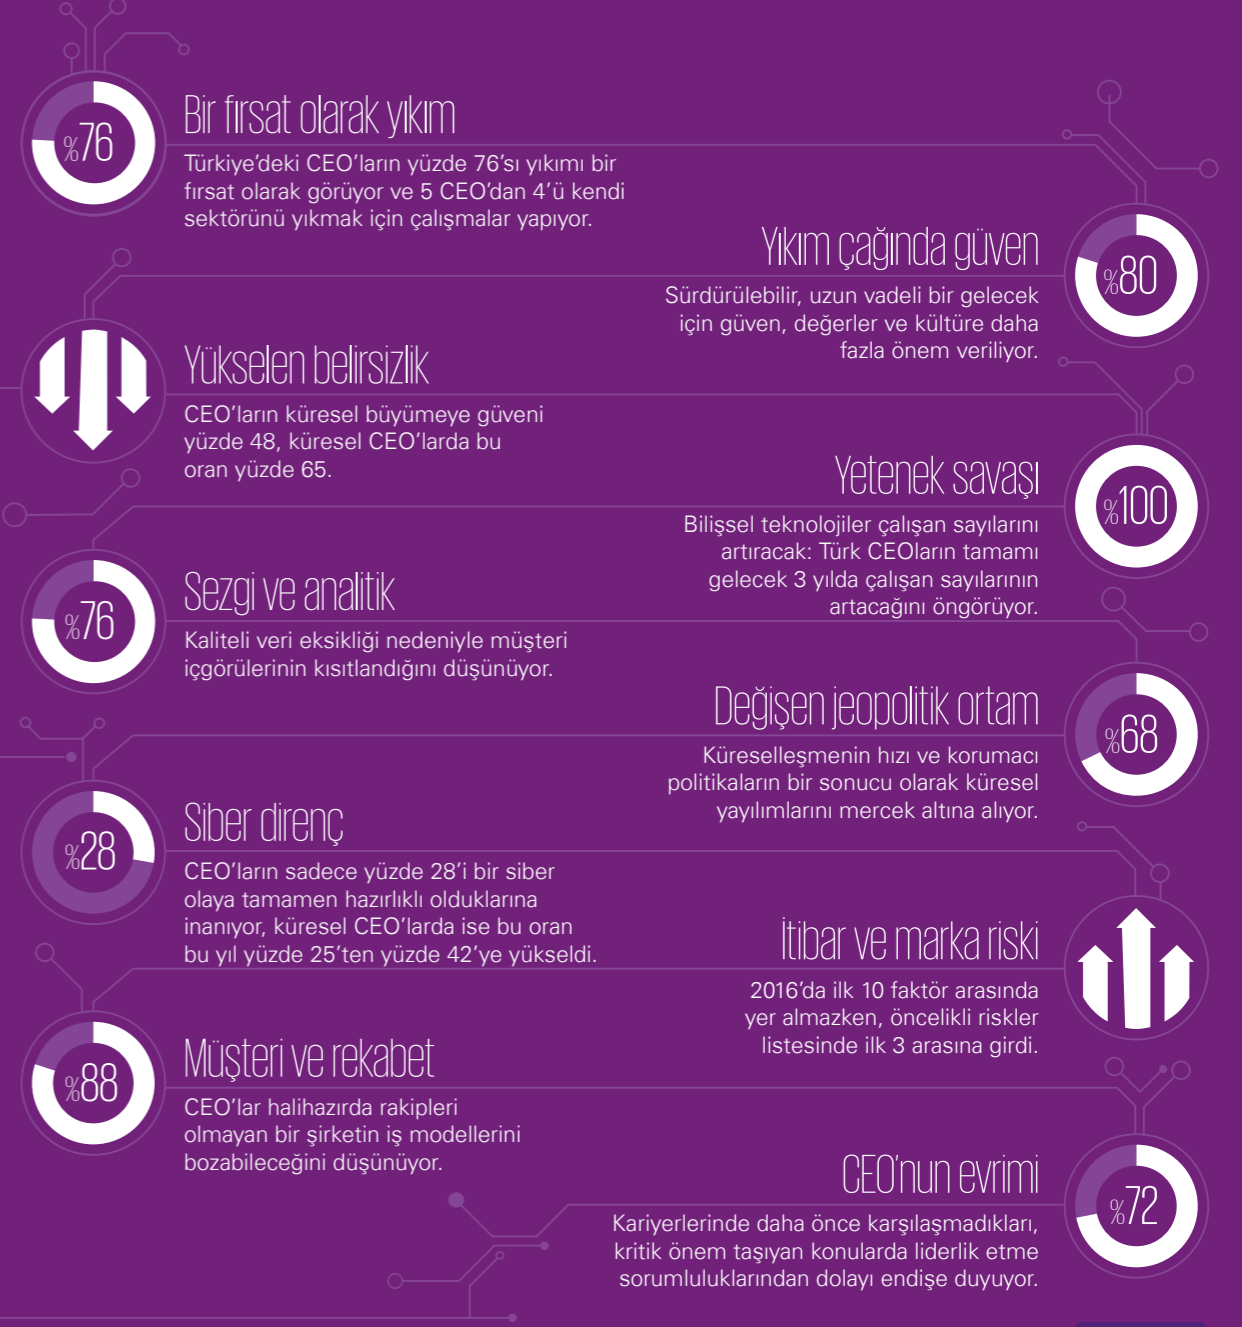 %76
Bir fırsat olarak yıkım
Türkiye’deki CEO’ların yüzde 76’sı yıkımı bir
fırsat olarak görüyor ve 5 CEO’dan 4’ü kendi
sektörünü yıkmak için çalışmalar yapıyor.
Yıkım çağında güven
%80
Sürdürülebilir, uzun vadeli bir gelecek
için güven, değerler ve kültüre daha
fazla önem veriliyor.
Yükselen belirsizlik
CEO’ların küresel büyümeye güveni
yüzde 48, küresel CEO’larda bu
oran yüzde 65.
Yetenek savaşı
%100
Bilişsel teknolojiler çalışan sayılarını
artıracak: Türk CEOların tamamı
gelecek 3 yılda çalışan sayılarının
artacağını öngörüyor.
%76
Sezgi ve analitik
Kaliteli veri eksikliği nedeniyle müşteri
içgörülerinin kısıtlandığını düşünüyor.
Değişen jeopolitik ortam
%68
Küreselleşmenin hızı ve korumacı
politikaların bir sonucu olarak küresel
yayılımlarını mercek altına alıyor.
%28
Siber direnç
CEO’ların sadece yüzde 28’i bir siber
olaya tamamen hazırlıklı olduklarına
inanıyor, küresel CEO’larda ise bu oran
bu yıl yüzde 25’ten yüzde 42’ye yükseldi.
İtibar ve marka riski
2016’da ilk 10 faktör arasında
yer almazken, öncelikli riskler
listesinde ilk 3 arasına girdi.
%88
Müşteri ve rekabet
CEO’lar halihazırda rakipleri
olmayan bir şirketin iş modellerini
bozabileceğini düşünüyor.
CEO’nun evrimi
%72
Kariyerlerinde daha önce karşılaşmadıkları,
kritik önem taşıyan konularda liderlik etme
sorumluluklarından dolayı endişe duyuyor.